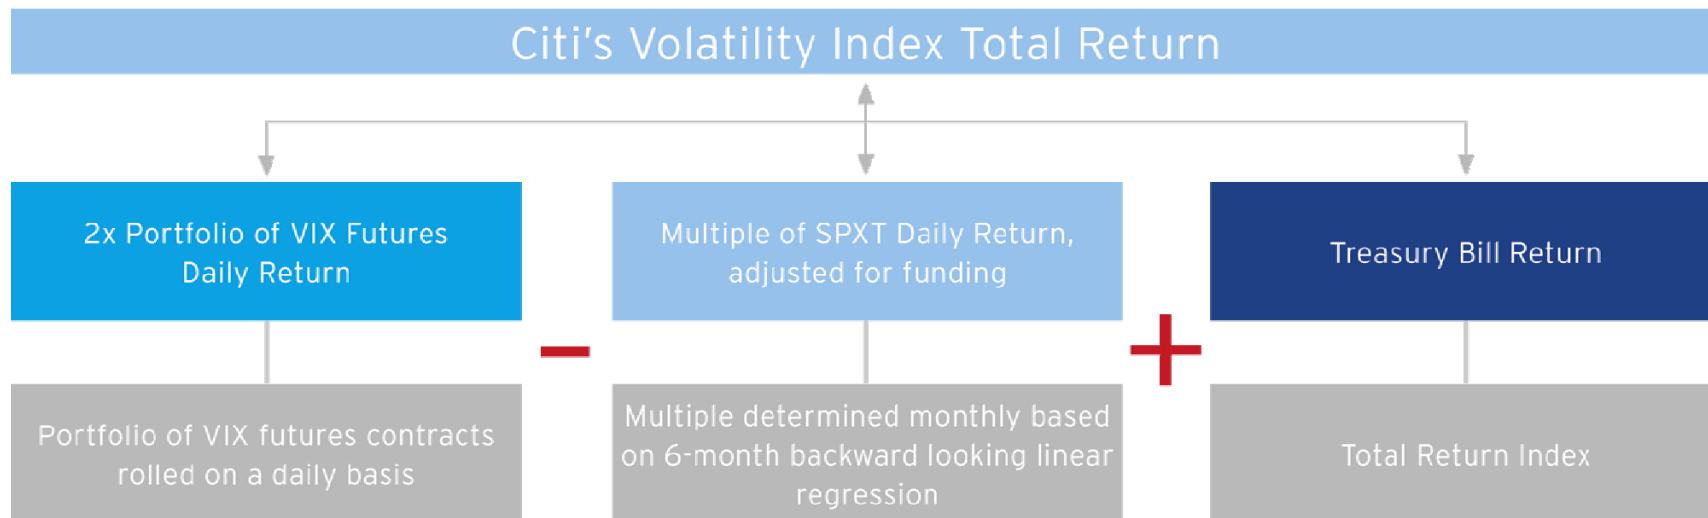 Citi's Volatility Index Total Return
2x Portfolio of VIX Futures
Daily Return
Multiple of SPXT Daily Return,
adjusted for funding
Treasury Bill Return
Portfolio of VIX futures contracts
rolled on a daily basis
Multiple determined monthly based
on 6-month backward looking linear
regression
Total Return Index